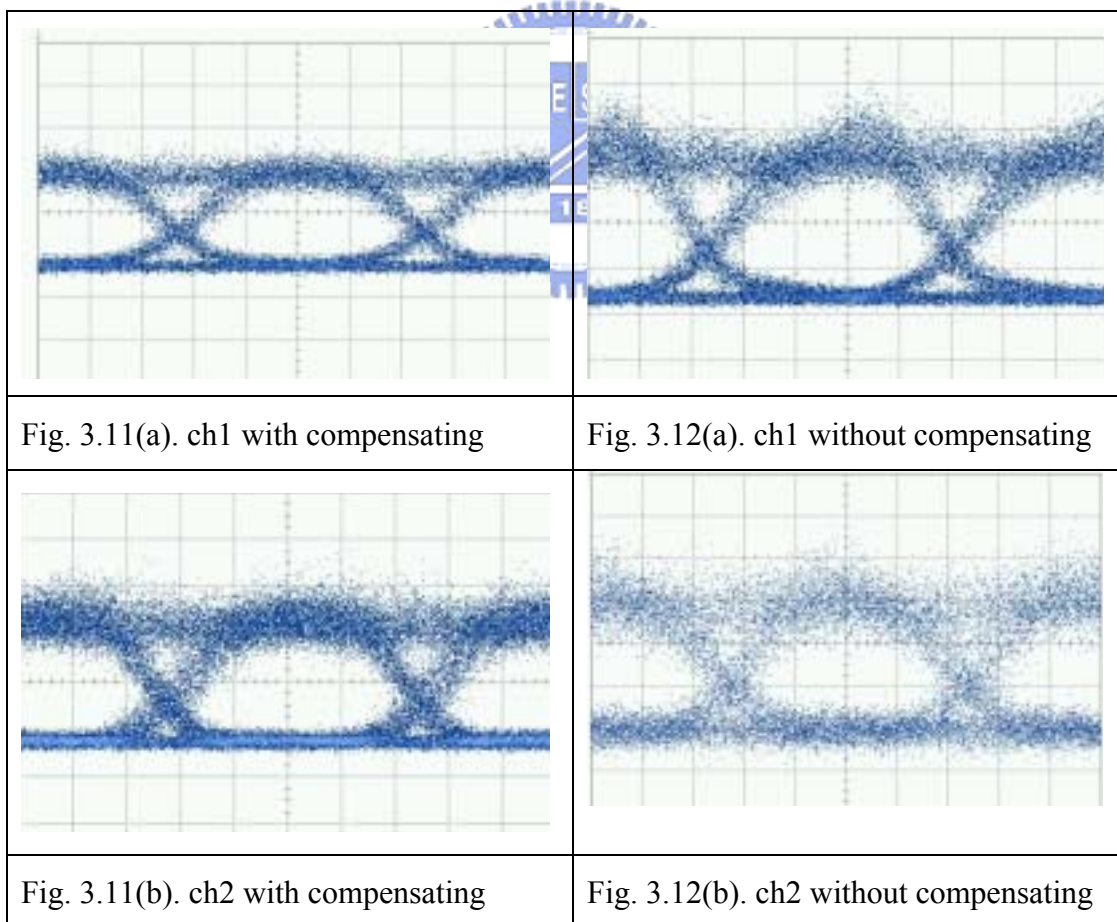 E S
18
Fig. 3.11(a). ch1 with compensating
Fig. 3.12(a). ch1 without compensating
Fig. 3.11(b). ch2 with compensating
Fig. 3.12(b). ch2 without compensating